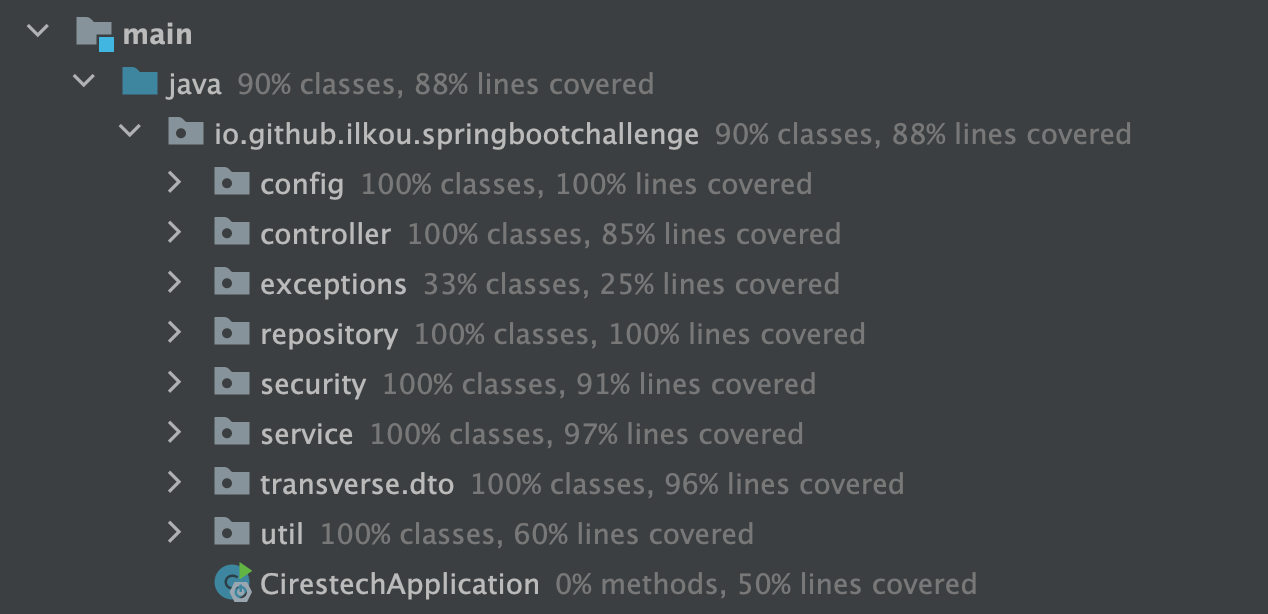 main
java 90% classes, 88% lines covered
io.github.ilkou.springbootchallenge 90% classes, 88% lines covered
config 100% classes, 100% lines covered
controller 100% classes, 85% lines covered
exceptions 33% classes, 25% lines covered
repository 100% classes, 100% lines covered
security 100% classes, 91% lines covered
service 100% classes, 97% lines covered
transverse.dto 100% classes, 96% lines covered
util 100% classes, 60% lines covered
CirestechApplication 0% methods, 50% lines covered